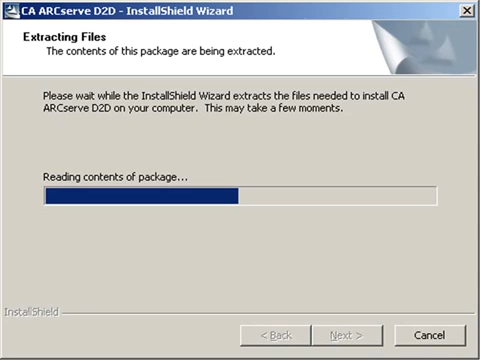 CA ARCserve D2D - InstallShield Wizard
Extracting Files
The contents of this package are being extracted.
Please wait while the InstallShield Wizard extracts the files needed to install CA
ARCserve D2D on your computer. This may take a few moments.
Reading contents of package...
InstallShield
< Back Next > Cancel